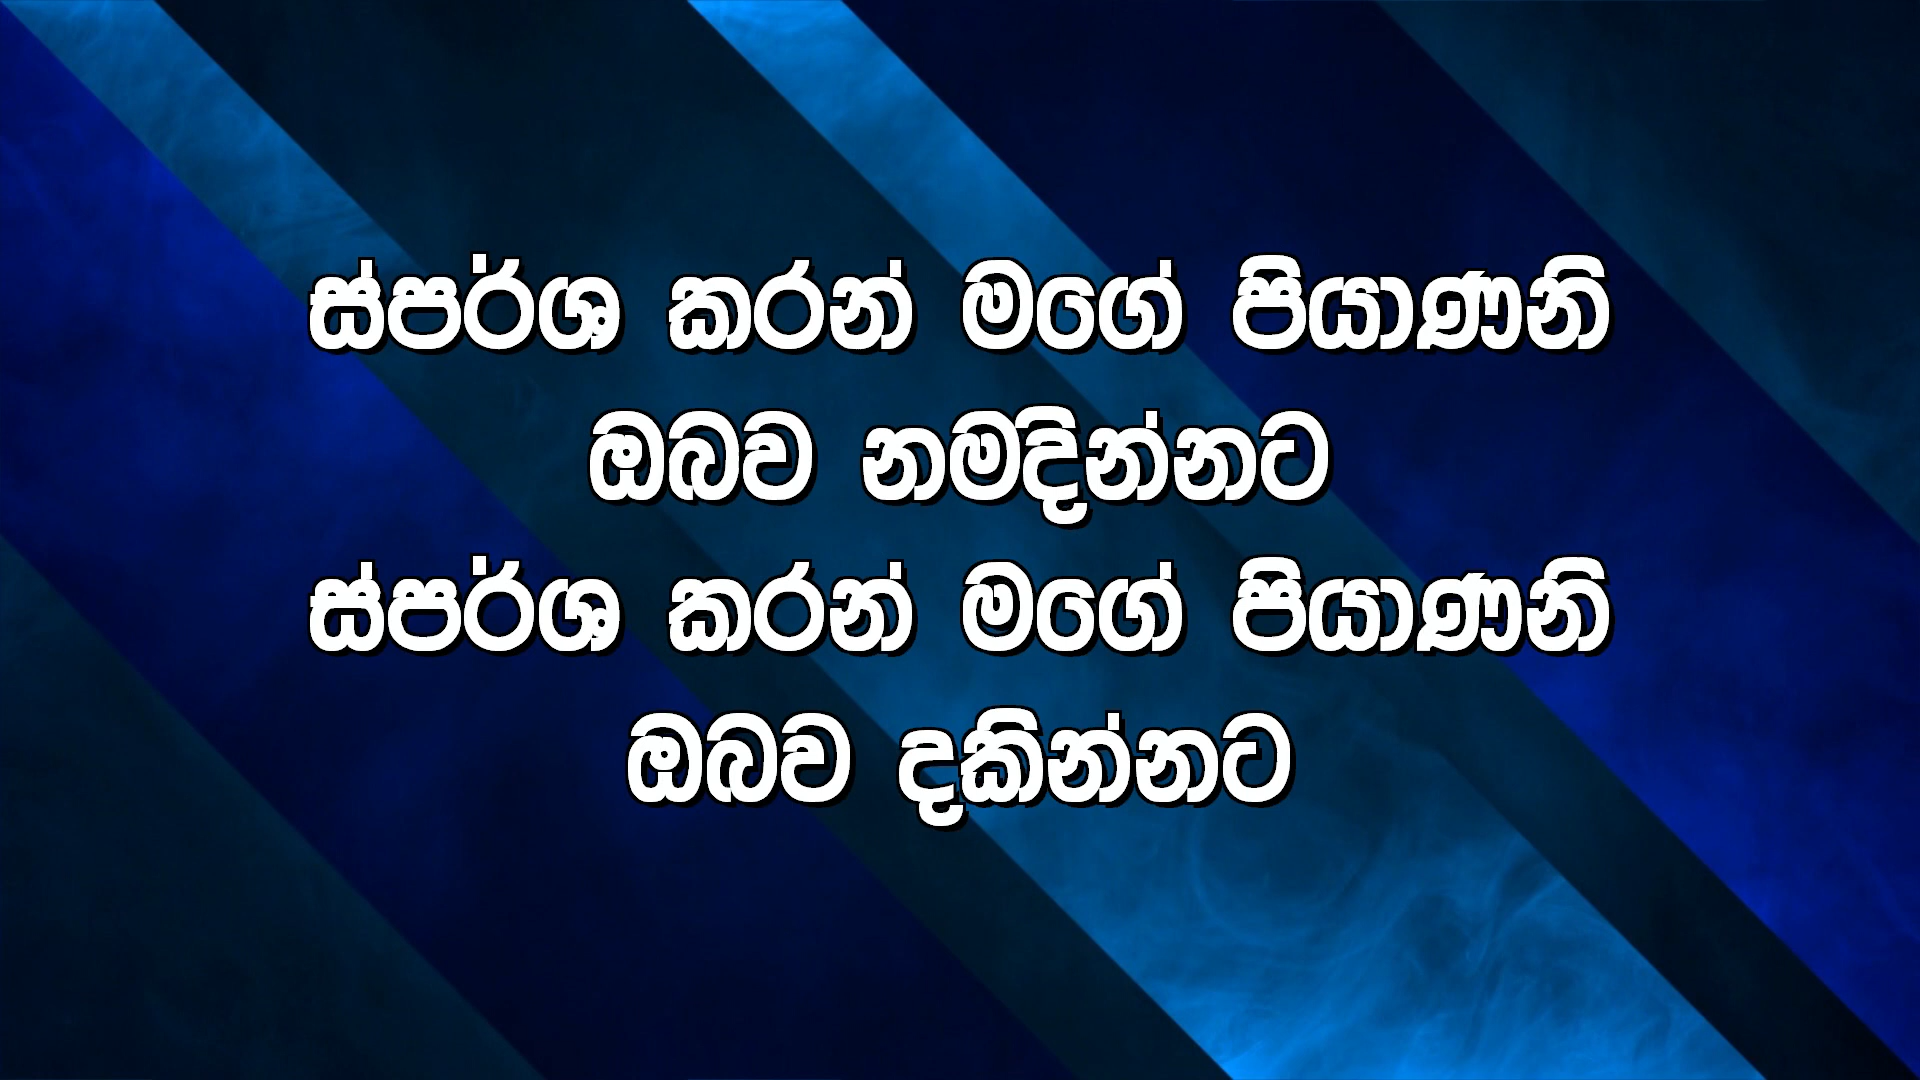 ස්පර්ශ කරන් මගේ පියාණනි
ඔබව නමදින්නට
ස්පර්ශ කරන් මගේ පියාණනි
ඔබව දකින්නට